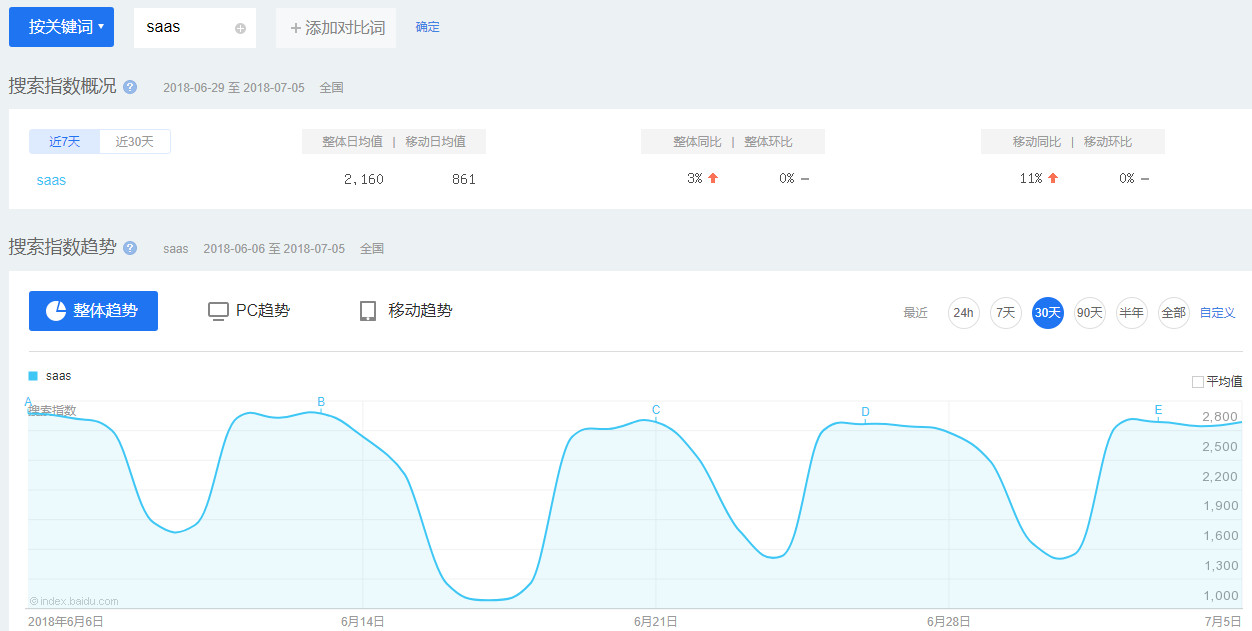 按关键词 saas +添加对比词 确定
搜索指数概况 ? 2018-06-29 至 2018-07-05 全国
近7天 近30天 整体日均值 | 移动日均值 整体同比 | 整体环比 移动同比 | 移动环比
saas 2,160 861 3% 0% – 11% 0% –
搜索指数趋势 ? saas 2018-06-06 至 2018-07-05 全国
整体趋势 PC趋势 移动趋势 最近 24h 7天 30天 90天 半年 全部 自定义
saas
平均值
A B C D E
搜索指数
2,800
2,500
2,200
1,900
1,600
1,300
1,000
© index.baidu.com
2018年6月6日 6月14日 6月21日 6月28日 7月5日